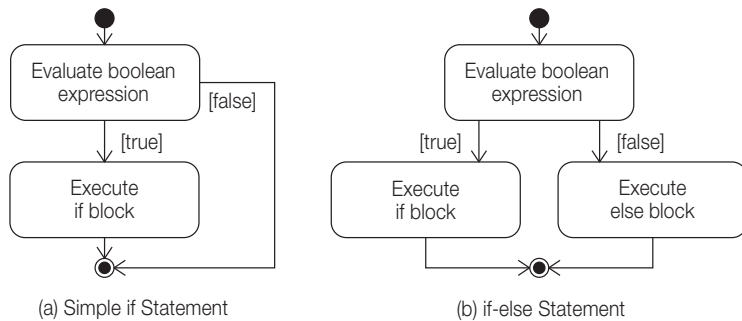 Evaluate boolean
expression
[false]
[true]
Execute
if block
(a) Simple if Statement
Evaluate boolean
expression
[true]
[false]
Execute
if block
Execute
else block
(b) if-else Statement